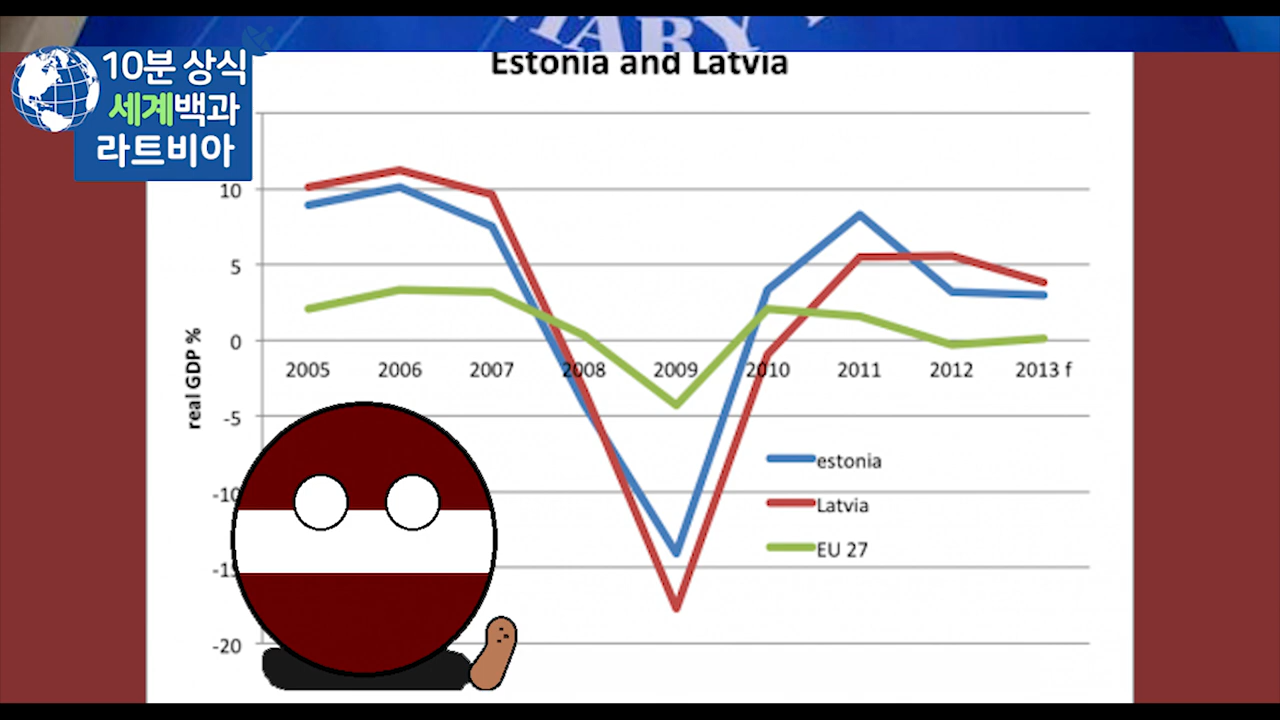 TARY
10분 상식
세계백과
라트비아
Estonia and Latvia
real GDP %
10
5
0
-5
-10
-20
2005 2006 2007 2008 2009 2010 2011 2012 2013 f
estonia
Latvia
EU 27